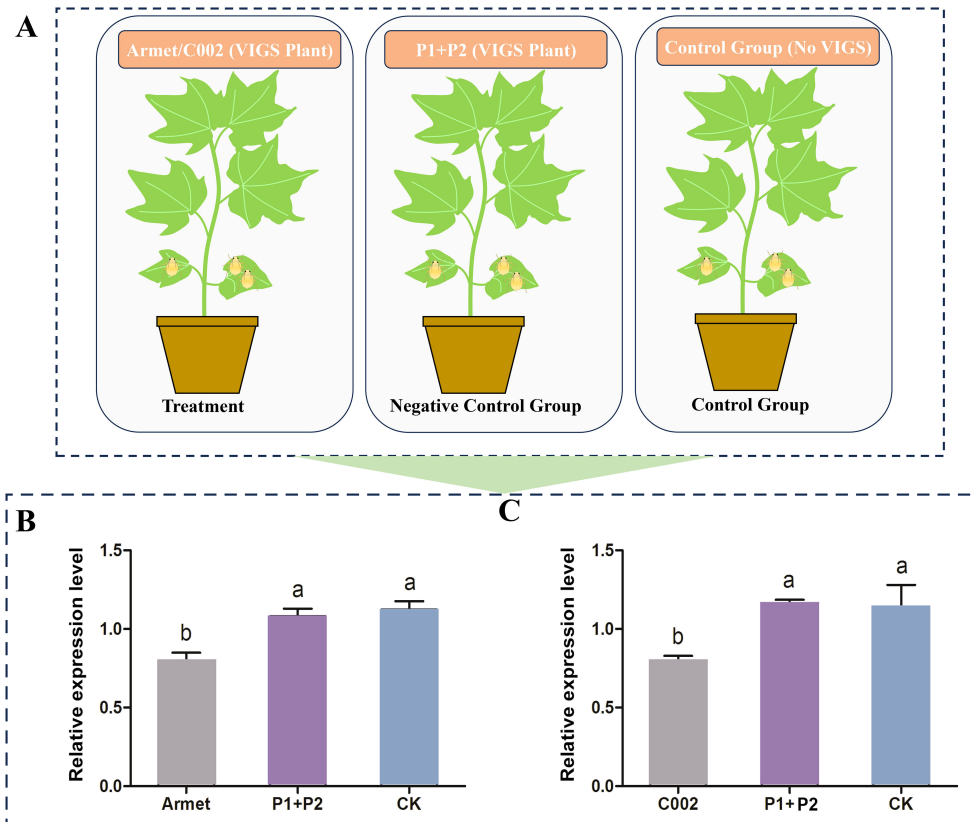 A
Armet/C002 (VIGS Plant)
P1+P2 (VIGS Plant)
Control Group (No VIGS)
Treatment
Negative Control Group
Control Group
B
Relative expression level
1.5
1.0
0.5
0.0
b
a
a
Armet
P1+P2
CK
C
Relative expression level
1.5
1.0
0.5
0.0
b
a
a
C002
P1+P2
CK